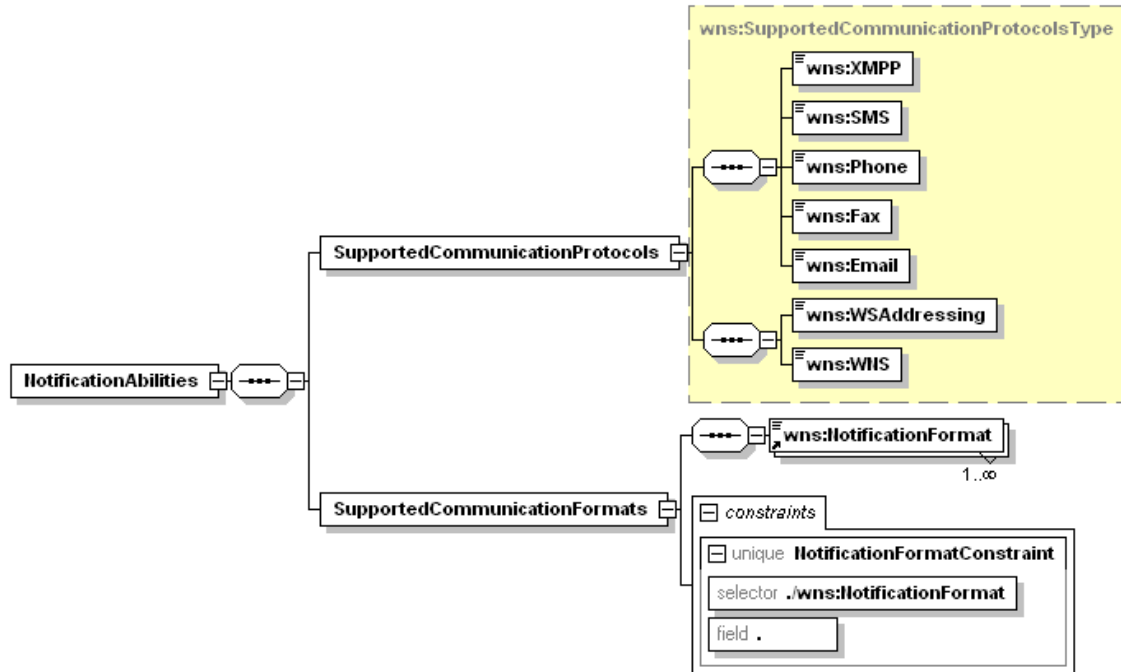 wns:SupportedCommunicationProtocolsType
wns:XMPP
wns:SMS
wns:Phone
wns:Fax
wns:Email
SupportedCommunicationProtocols
wns:WSAddressing
wns:WNS
NotificationAbilities
wns:NotificationFormat
1..∞
SupportedCommunicationFormats
constraints
unique NotificationFormatConstraint
selector ./wns:NotificationFormat
field .